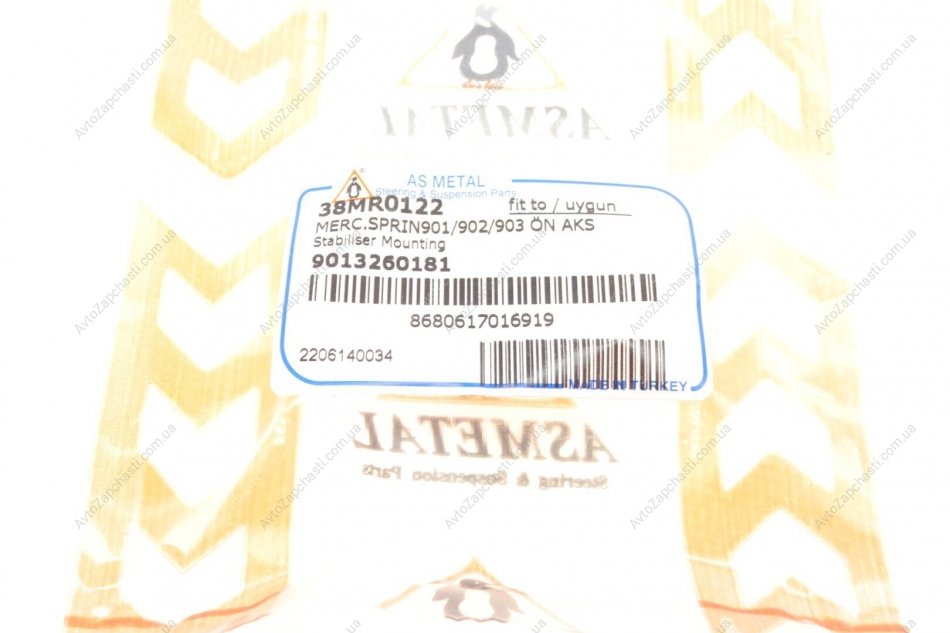 ASMETAL
AS METAL
Steering & Suspension Parts
38MR0122 fit to / uygun
MERC.SPRIN901/902/903 ÖN AKS
Stabiliser Mounting
9013260181
8680617016919
2206140034
MADE IN TURKEY
ASMETAL
Steering & Suspension Parts
AvtoZapchasti.com.ua